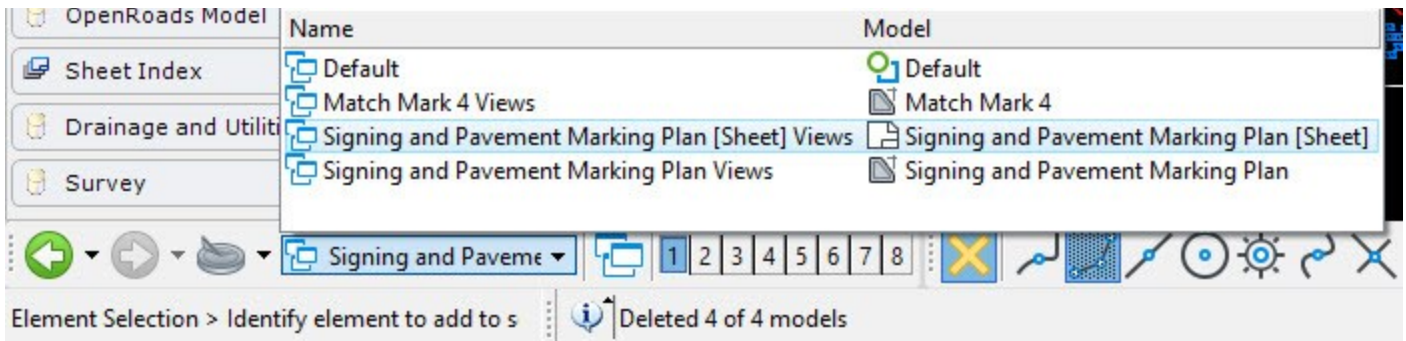 OpenRoads Model
Name Model
Sheet Index
Default Default
Match Mark 4 Views Match Mark 4
Drainage and Utiliti
Signing and Pavement Marking Plan [Sheet] Views Signing and Pavement Marking Plan [Sheet]
Signing and Pavement Marking Plan Views Signing and Pavement Marking Plan
Survey
Signing and Paveme 1 2 3 4 5 6 7 8
Element Selection > Identify element to add to s Deleted 4 of 4 models